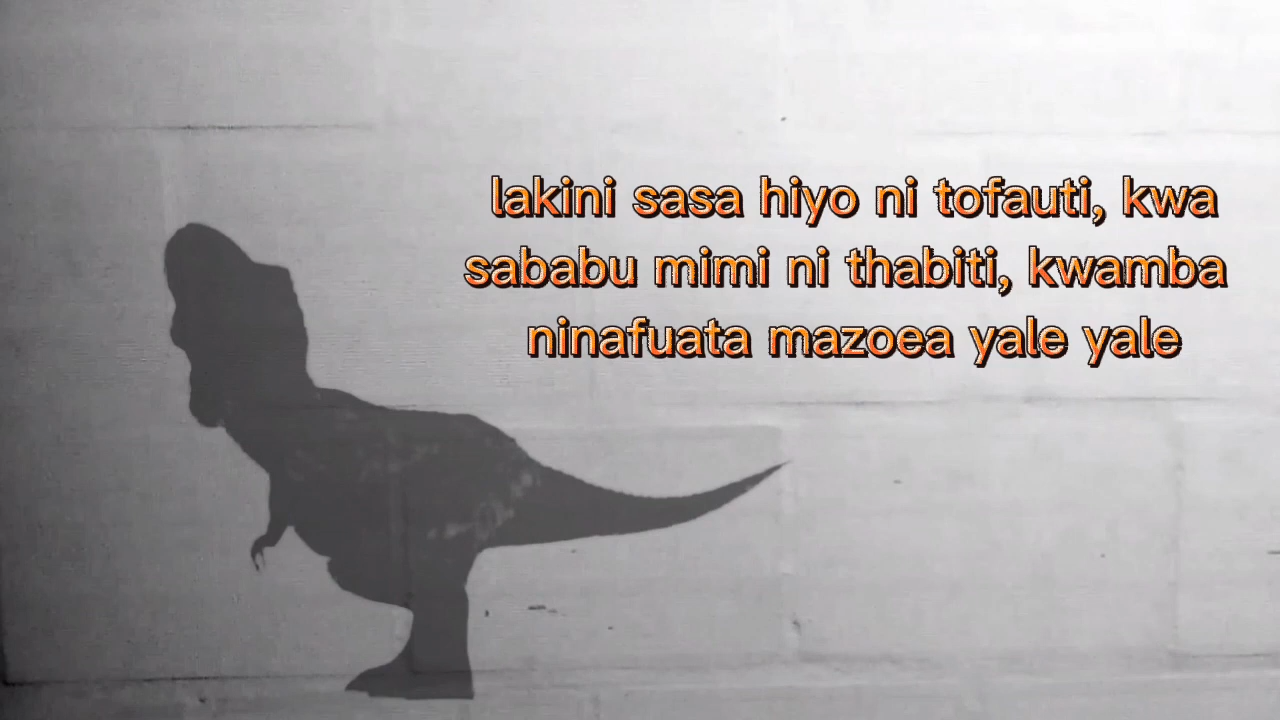 lakini sasa hiyo ni tofauti, kwa
sababu mimi ni thabiti, kwamba
ninafuata mazoea yale yale